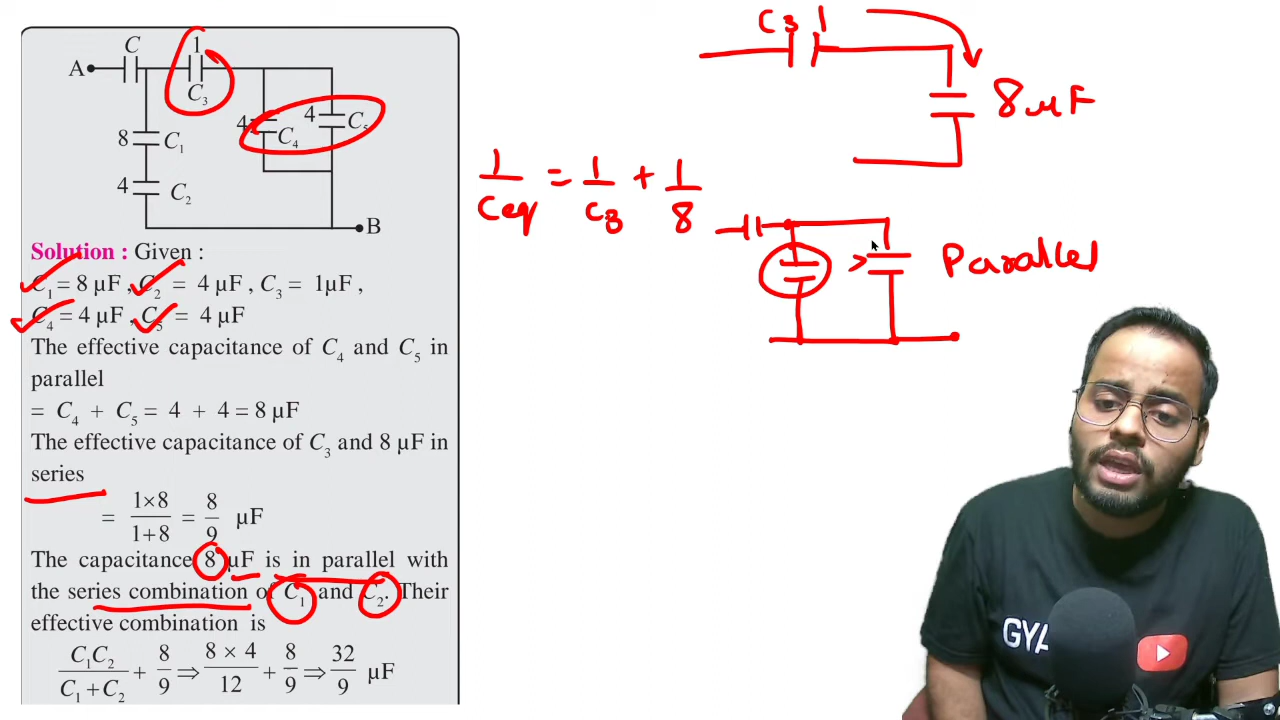 C
1
A
C3
4
4
C5
C4
8
C1
4
C2
B
Solution : Given :
C1 = 8 μF , C2 = 4 μF , C3 = 1μF ,
C4 = 4 μF , C5 = 4 μF
The effective capacitance of C4 and C5 in
parallel
= C4 + C5 = 4 + 4 = 8 μF
The effective capacitance of C3 and 8 μF in
series
= 1×8/1+8 = 8/9 μF
The capacitance 8 μF is in parallel with
the series combination of C1 and C2. Their
effective combination is
C1C2/C1+C2 + 8/9 ⇒ 8 × 4/12 + 8/9 ⇒ 32/9 μF
C3 1
8 μF
1/Ceq = 1/C3 + 1/8
Parallel
GYA